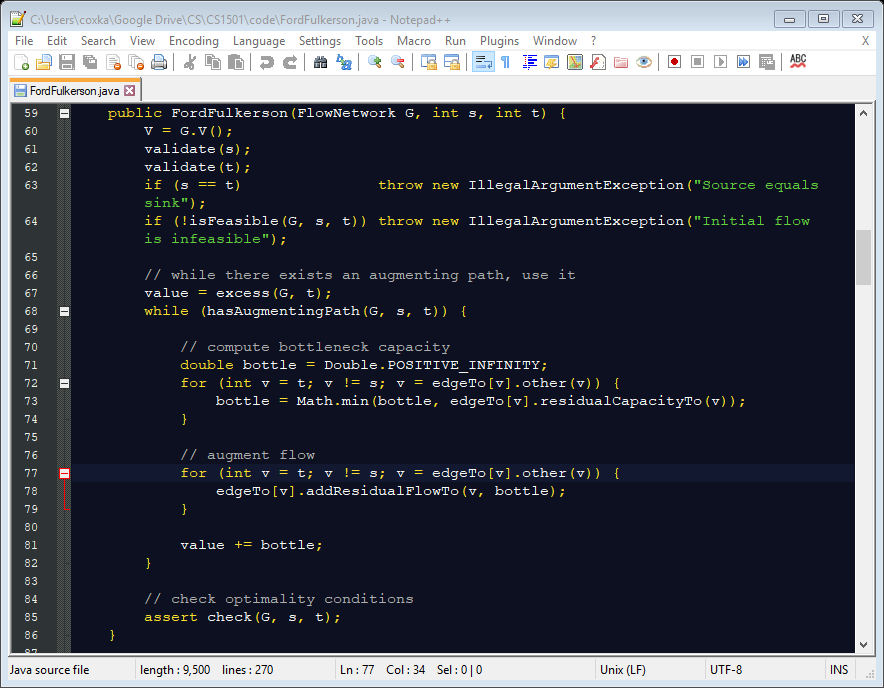 C:\Users\coxka\Google Drive\CS\CS1501\code\FordFulkerson.java - Notepad++
File Edit Search View Encoding Language Settings Tools Macro Run Plugins Window ? X
ABC
FordFulkerson.java
59 public FordFulkerson(FlowNetwork G, int s, int t) {
60 V = G.V();
61 validate(s);
62 validate(t);
63 if (s == t) throw new IllegalArgumentException("Source equals
sink");
64 if (!isFeasible(G, s, t)) throw new IllegalArgumentException("Initial flow
is infeasible");
65
66 // while there exists an augmenting path, use it
67 value = excess(G, t);
68 while (hasAugmentingPath(G, s, t)) {
69
70 // compute bottleneck capacity
71 double bottle = Double.POSITIVE_INFINITY;
72 for (int v = t; v != s; v = edgeTo[v].other(v)) {
73 bottle = Math.min(bottle, edgeTo[v].residualCapacityTo(v));
74 }
75
76 // augment flow
77 for (int v = t; v != s; v = edgeTo[v].other(v)) {
78 edgeTo[v].addResidualFlowTo(v, bottle);
79 }
80
81 value += bottle;
82 }
83
84 // check optimality conditions
85 assert check(G, s, t);
86 }
87
Java source file length : 9,500 lines : 270 Ln : 77 Col : 34 Sel : 0 | 0 Unix (LF) UTF-8 INS